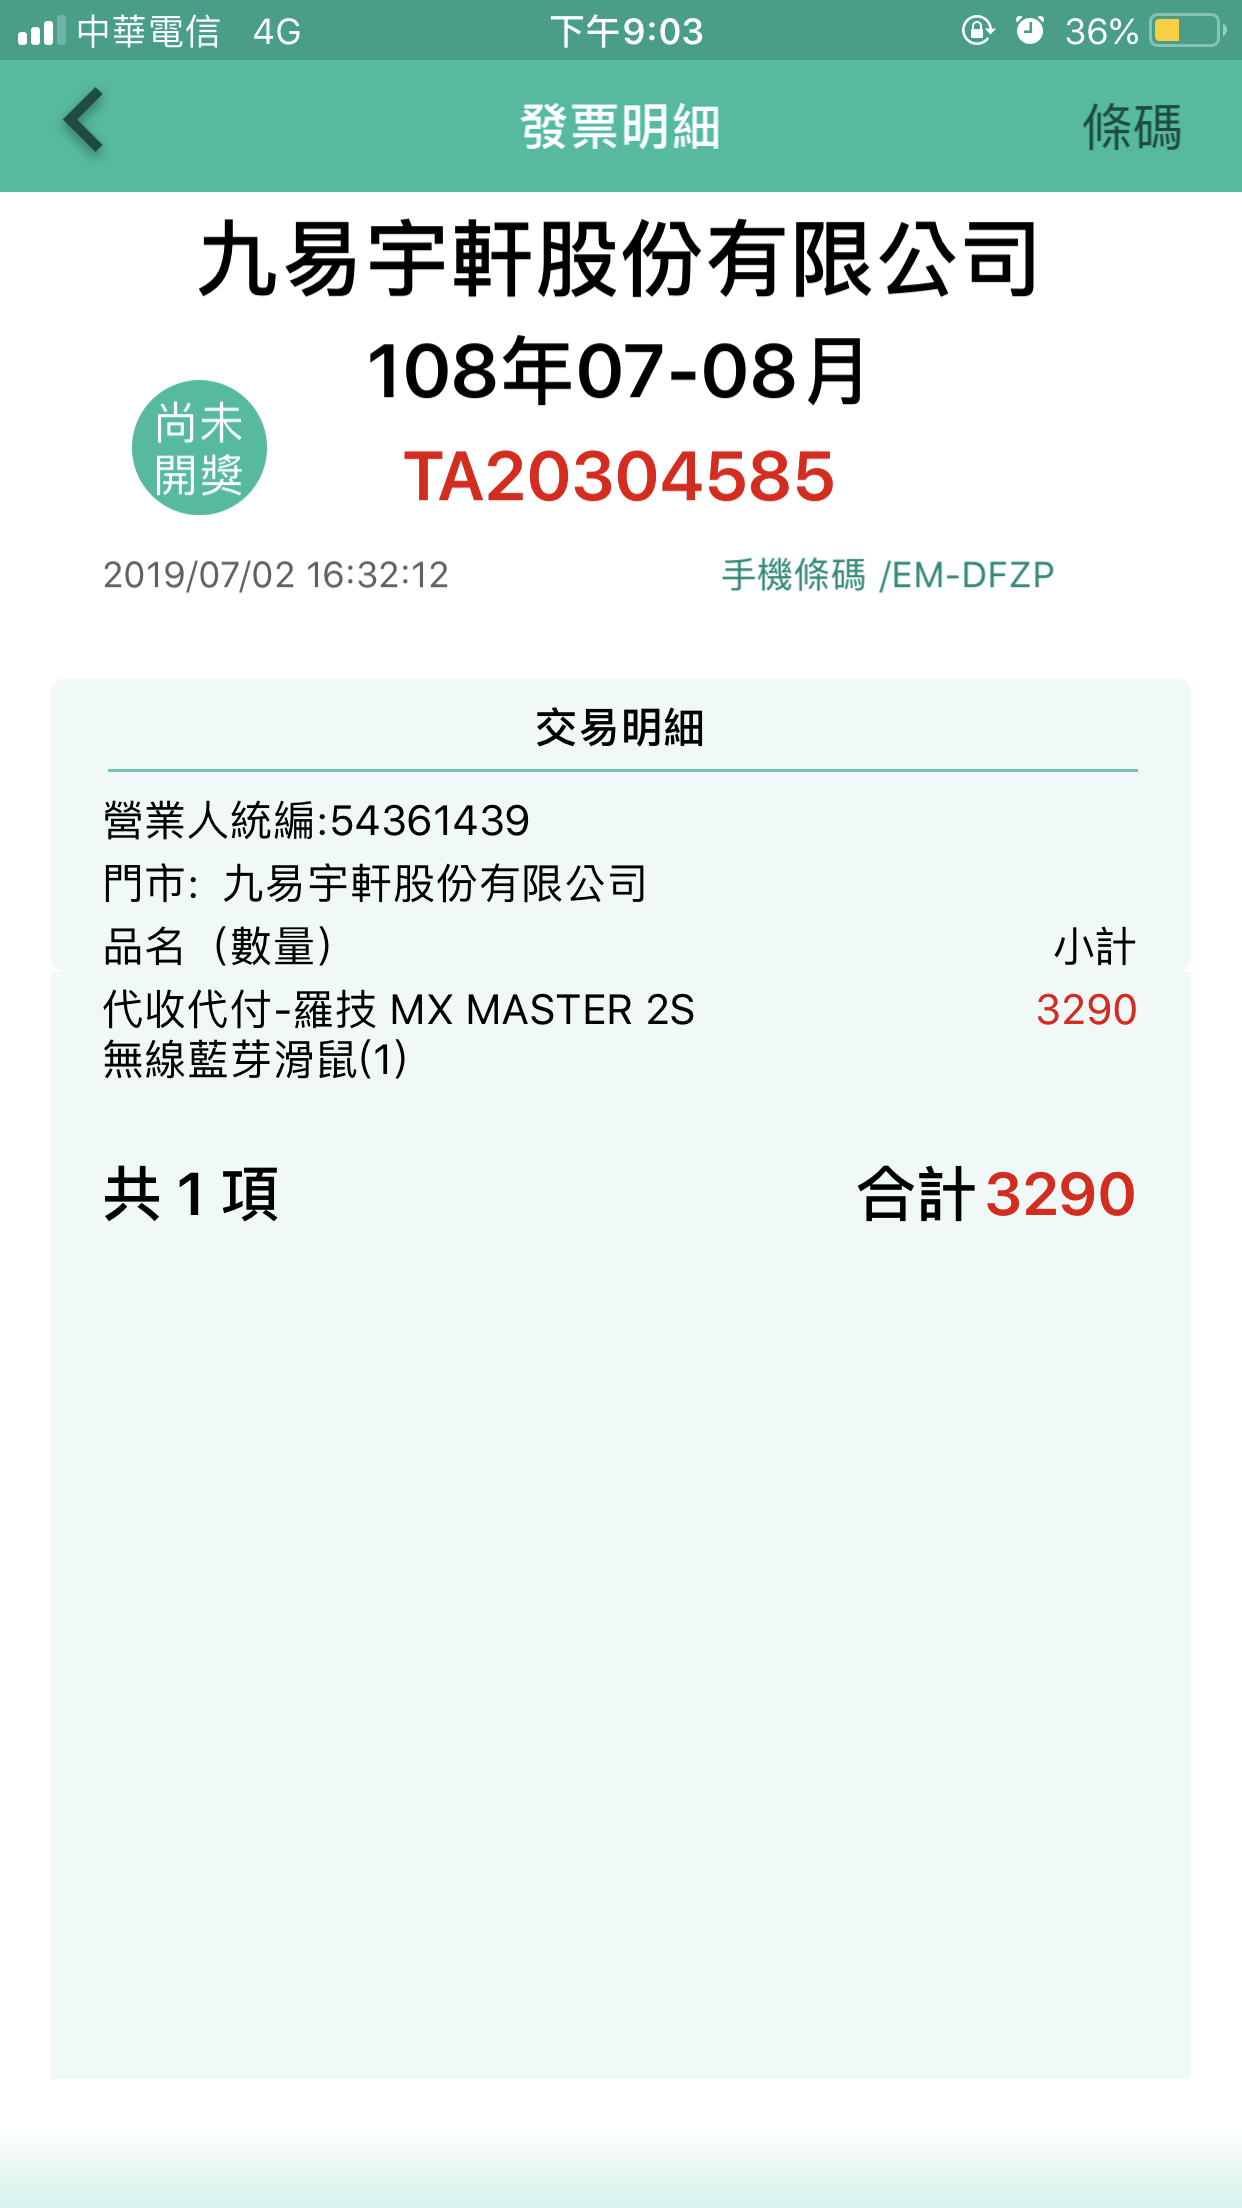 中華電信 4G 下午9:03 36%
發票明細 條碼
九易宇軒股份有限公司
108年07-08月
尚未
開獎
TA20304585
2019/07/02 16:32:12 手機條碼 /EM-DFZP
交易明細
營業人統編:54361439
門市: 九易宇軒股份有限公司
品名（數量） 小計
代收代付-羅技 MX MASTER 2S 3290
無線藍芽滑鼠(1)
共 1 項 合計 3290